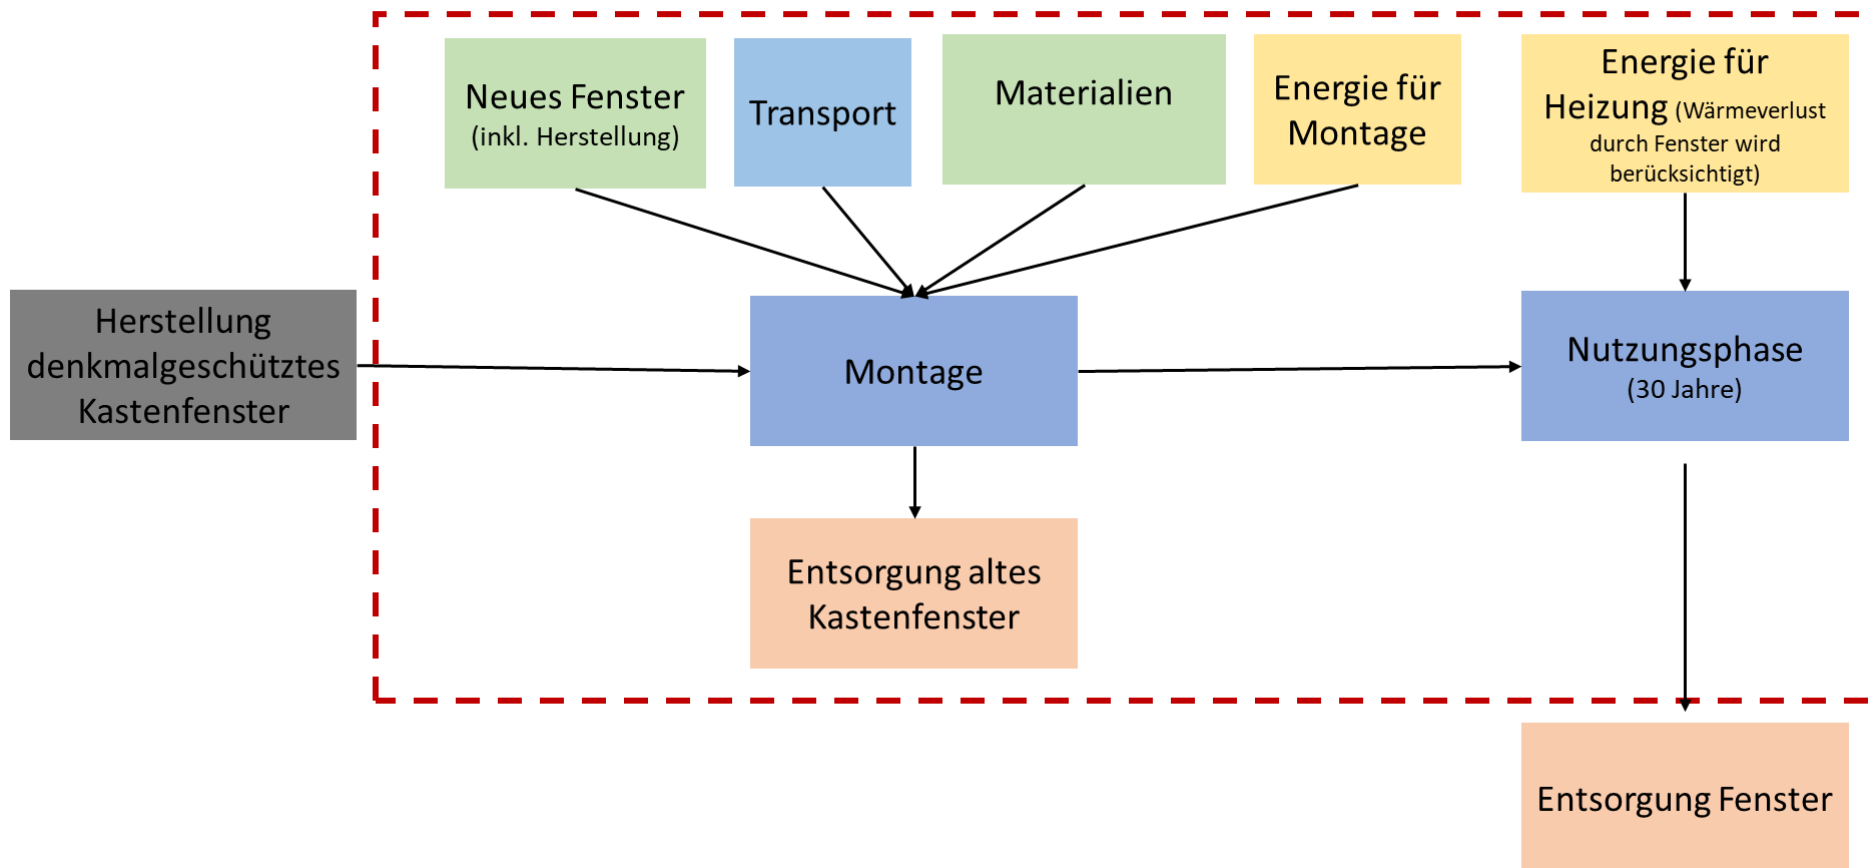 Neues Fenster
(inkl. Herstellung)
Transport
Materialien
Energie für
Montage
Energie für
Heizung (Wärmeverlust
durch Fenster wird
berücksichtigt)
Herstellung
denkmalgeschütztes
Kastenfenster
Montage
Nutzungsphase
(30 Jahre)
Entsorgung altes
Kastenfenster
Entsorgung Fenster